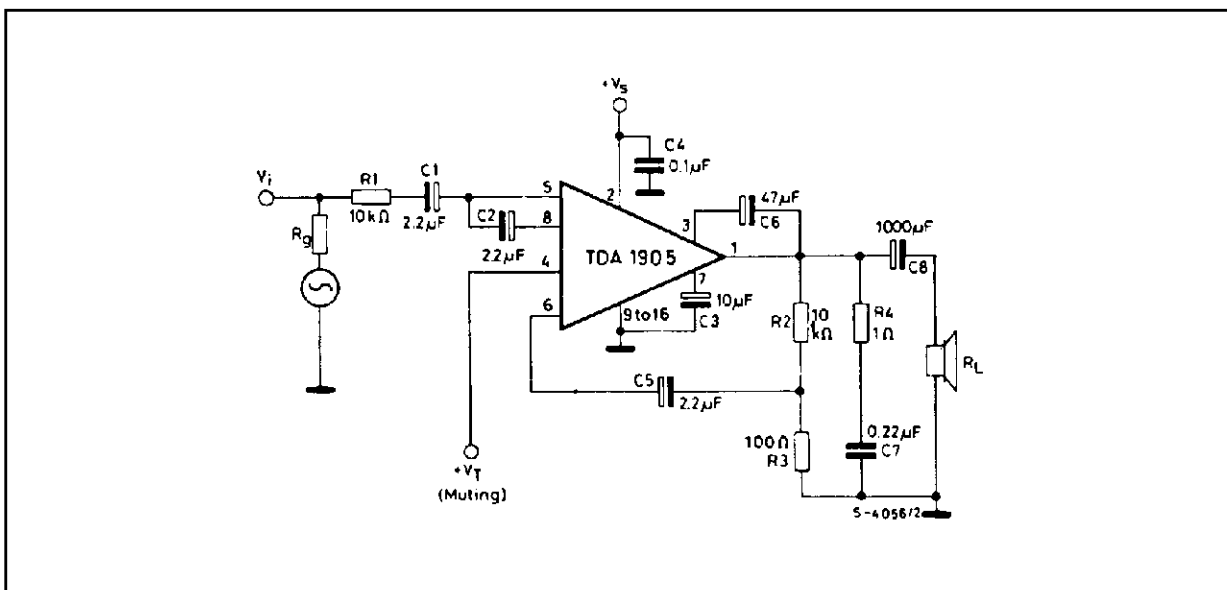 +Vs
C4
0.1µF
Vi
R1
10kΩ
C1
2.2µF
C2
2.2µF
Rg
5
8
4
6
2
3
1
7
TDA 1905
9 to 16
47µF
C6
10µF
C3
1000µF
C8
R2
10
kΩ
R4
1Ω
RL
C5
2.2µF
100Ω
R3
0.22µF
C7
+VT
(Muting)
S-4056/2